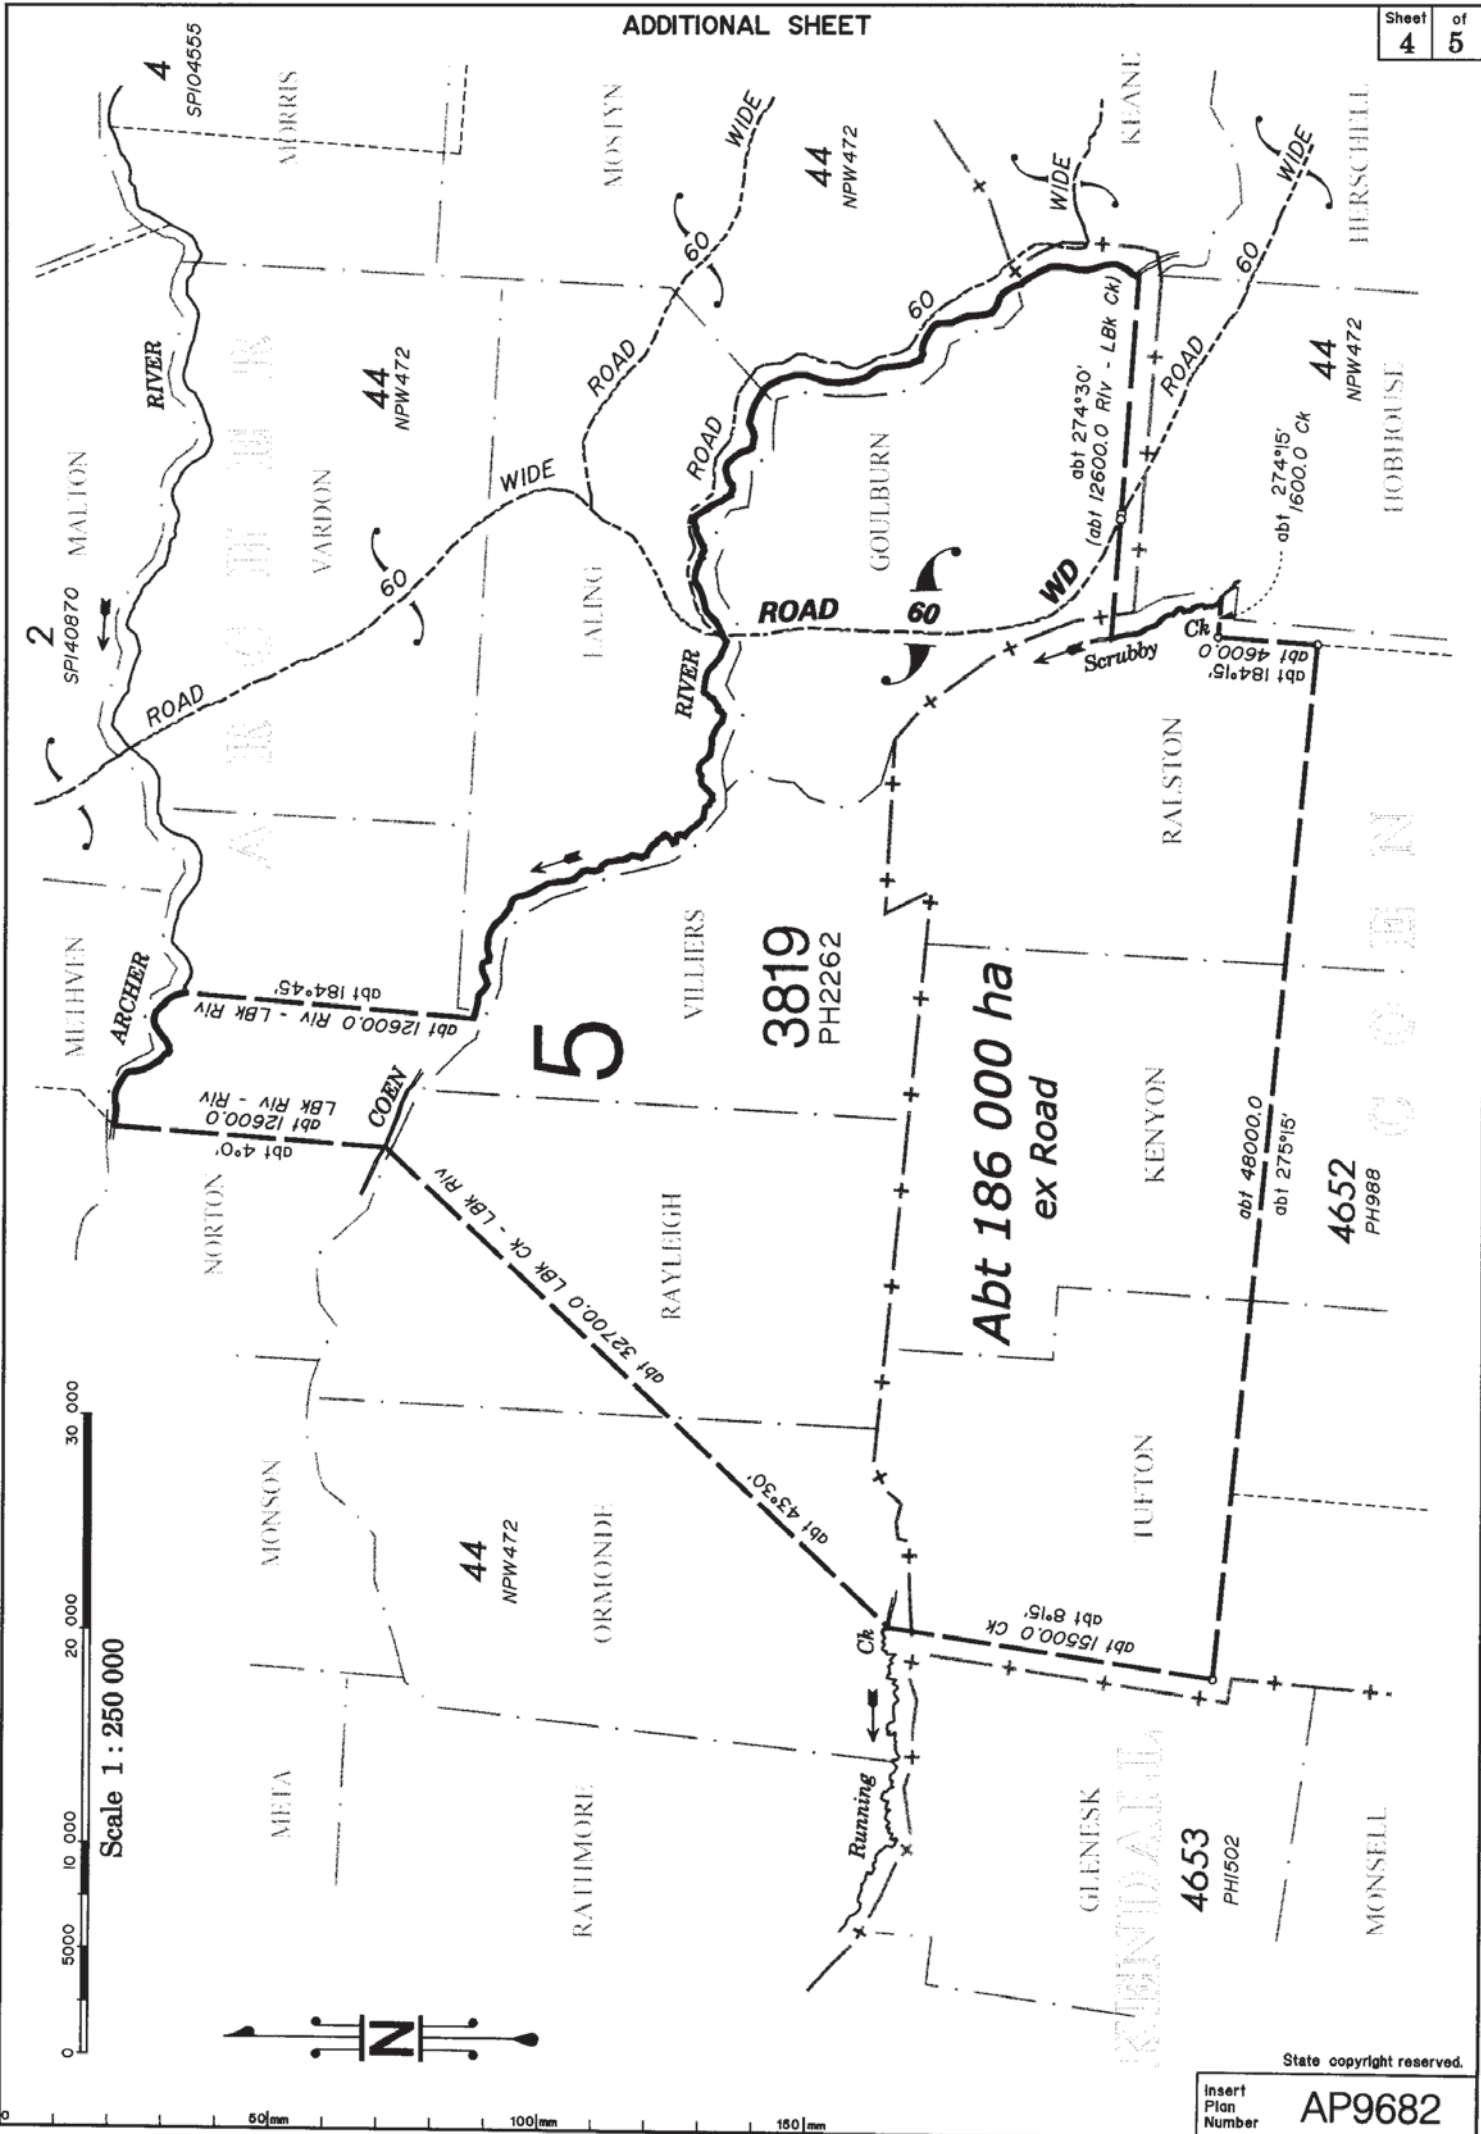 ADDITIONAL SHEET
Sheet of
4 5
4
SP104555
MORRIS
MOSTYN
WIDE
44
NPW472
KEANE
WIDE
HERSCHELL
WIDE
60
60
60
RIVER
44
NPW472
ROAD
ROAD
ROAD
44
NPW472
HOBHOUSE
MALTON
2
SP140870
ARCHER
VARDON
WIDE
60
ROAD
LALING
GOULBURN
abt 274°30'
(abt 12600.0 Riv - LBk Ck)
abt 274°15'
1600.0 Ck
ROAD 60 WD
RIVER
Scrubby Ck
abt 4600.0
abt 184°15'
RALSTON
METHVEN
ARCHER
abt 184°45'
abt 12600.0 Riv - LBk Riv
VILLIERS
5
3819
PH2262
abt 12600.0
LBk Riv - Riv
abt 4°0'
COEN
COEN
Abt 186 000 ha
ex Road
KENYON
abt 48000.0
abt 275°15'
4652
PH988
NORTON
RAYLEIGH
abt 32700.0 LBk Ck - LBk Riv
abt 43°30'
MONSON
44
NPW472
ORMONDE
TUFTON
abt 15500.0 Ck
abt 8°15'
Running Ck
META
RATHMORE
GLENESK
KENDALL
4653
PH1502
MONSELL
0 5000 10 000 20 000 30 000
Scale 1 : 250 000
N
0 50 mm 100 mm 150 mm
State copyright reserved.
Insert
Plan
Number
AP9682